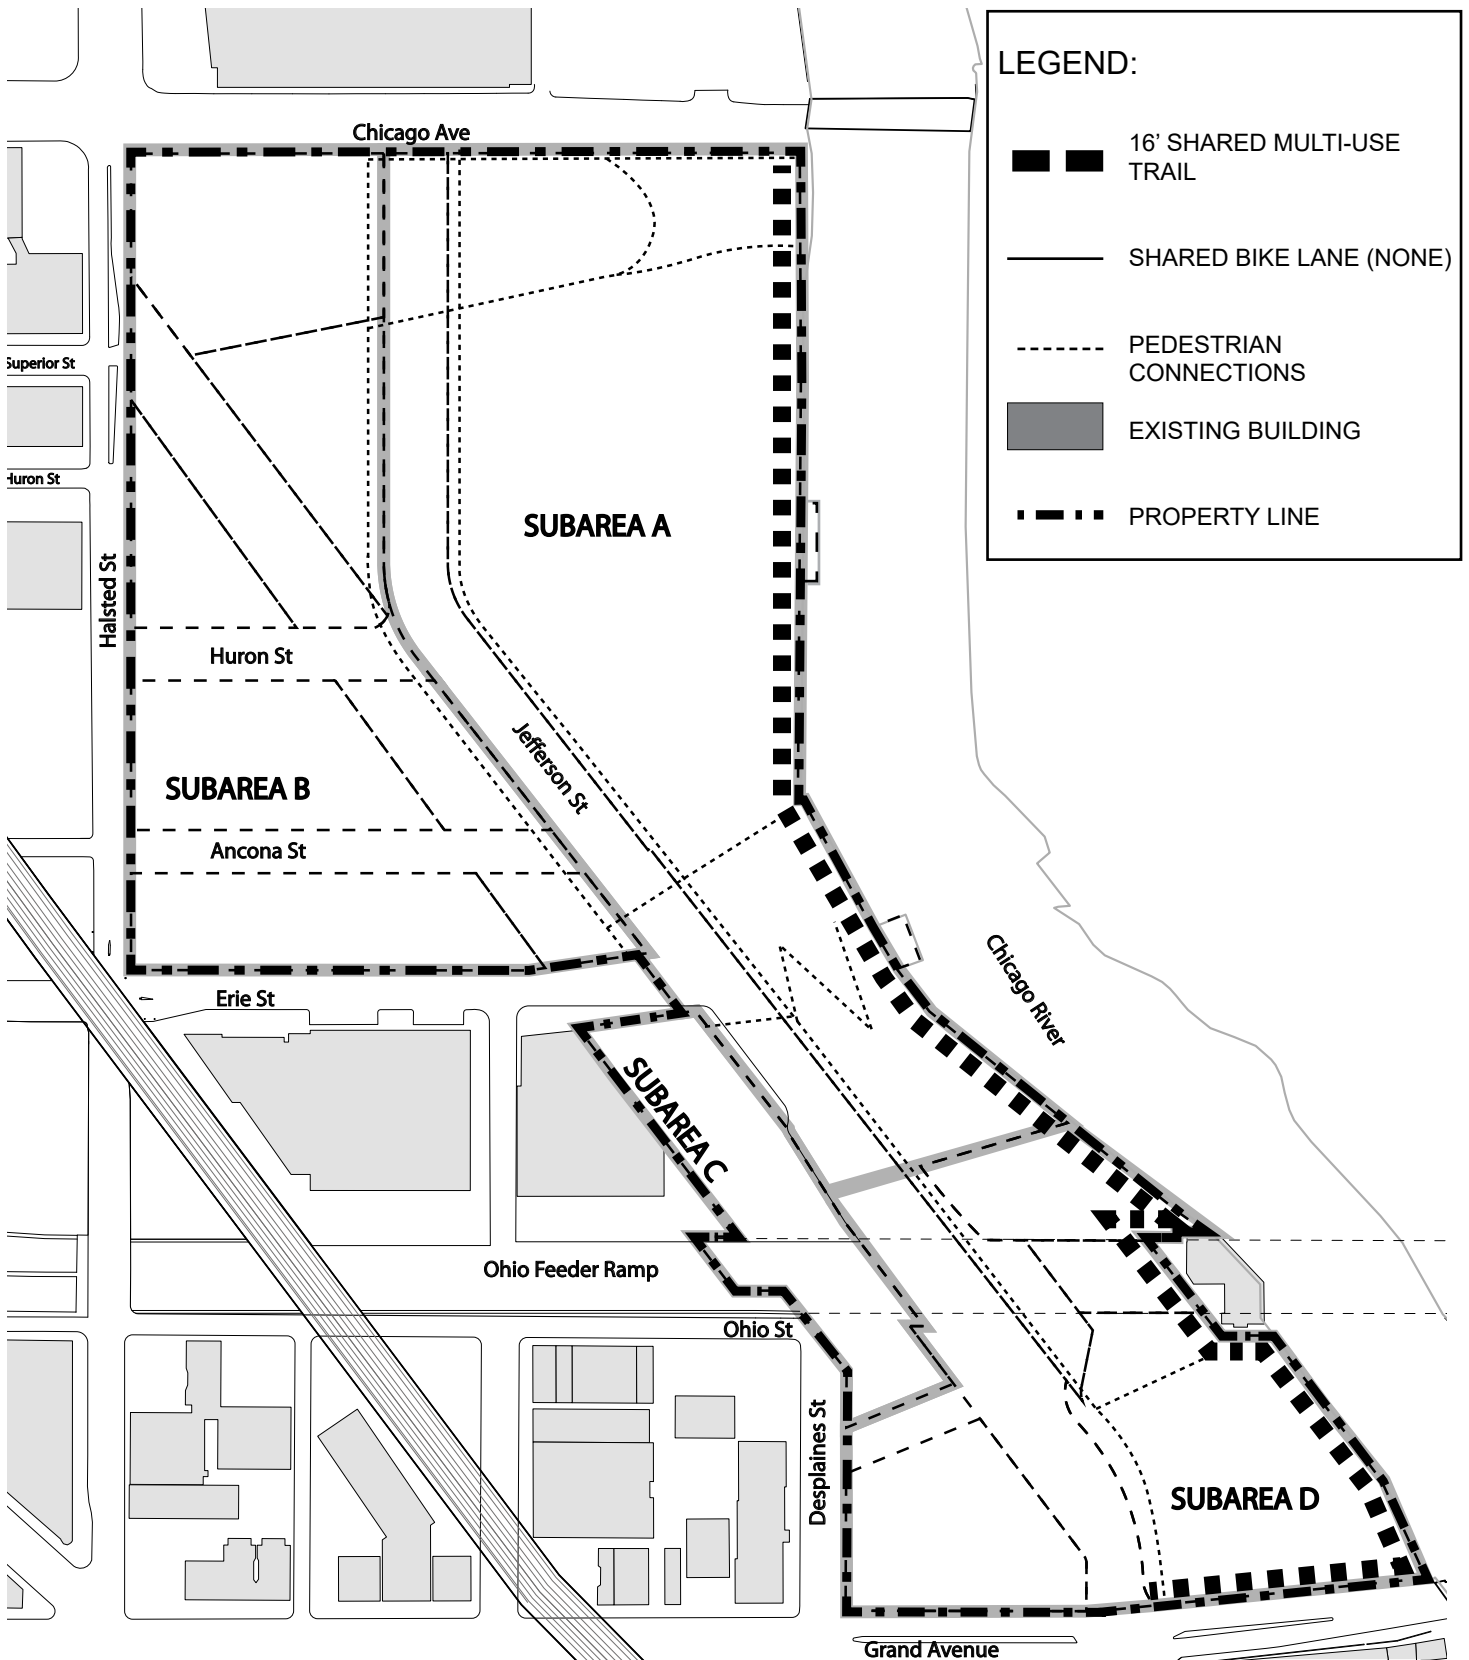 LEGEND:
16’ SHARED MULTI-USE
TRAIL
SHARED BIKE LANE (NONE)
PEDESTRIAN
CONNECTIONS
EXISTING BUILDING
PROPERTY LINE
Chicago Ave
Superior St
Huron St
Halsted St
SUBAREA A
Huron St
Jefferson St
SUBAREA B
Ancona St
Erie St
Chicago River
SUBAREA C
Ohio Feeder Ramp
Ohio St
Desplaines St
SUBAREA D
Grand Avenue